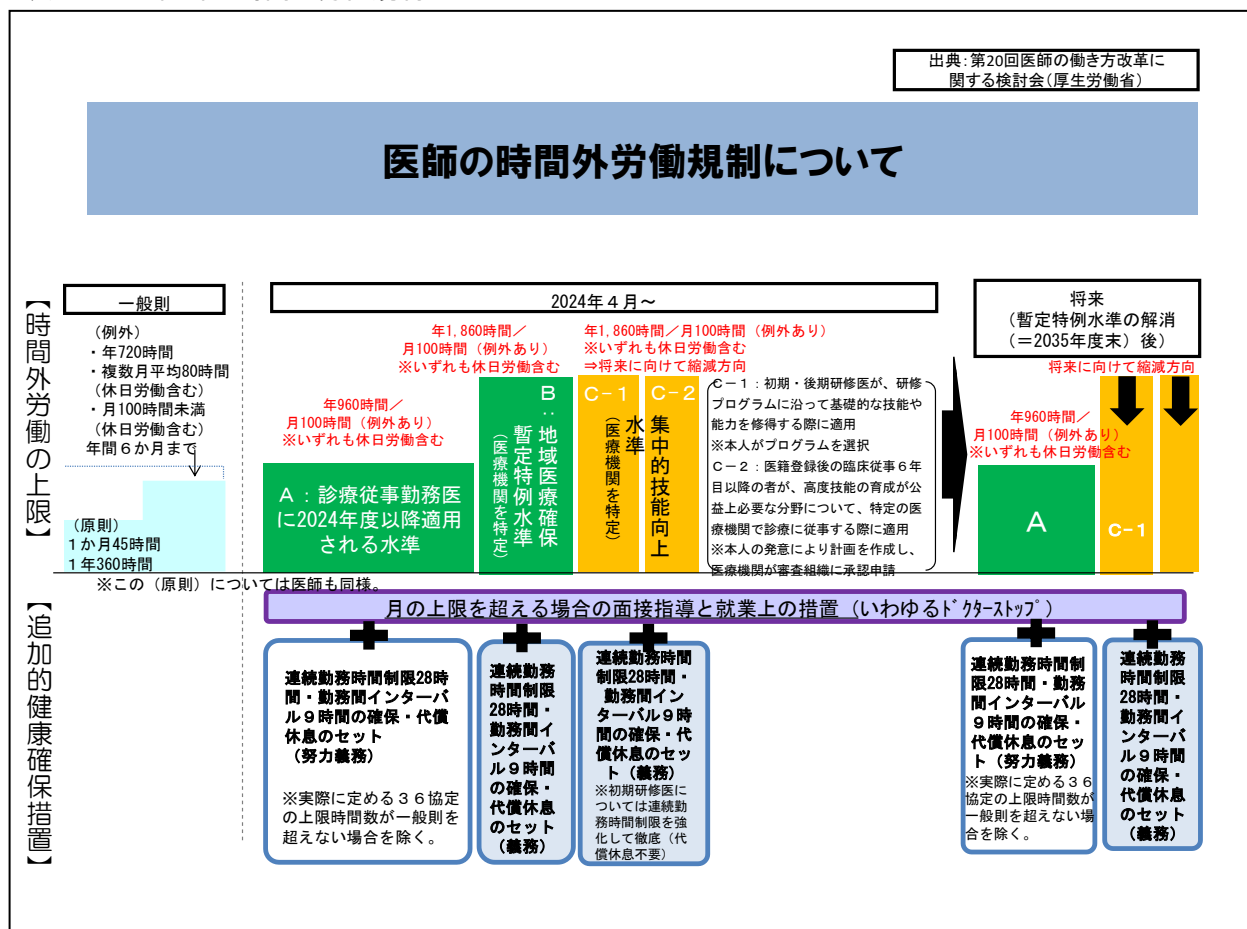 出典：第20回医師の働き方改革に
関する検討会（厚生労働省）
医師の時間外労働規制について
【時間外労働の上限】
一般則
（例外）
・年720時間
・複数月平均80時間
（休日労働含む）
・月100時間未満
（休日労働含む）
年間６か月まで
（原則）
１か月45時間
１年360時間
※この（原則）については医師も同様。
2024年４月～
年960時間／
月100時間（例外あり）
※いずれも休日労働含む
Ａ：診療従事勤務医
に2024年度以降適用
される水準
年1,860時間／
月100時間（例外あり）
※いずれも休日労働含む
Ｂ：地域医療確保
暫定特例水準
（医療機関を特定）
年1,860時間／月100時間（例外あり）
※いずれも休日労働含む
⇒将来に向けて縮減方向
Ｃ－１
Ｃ－２
集中的技能向上
水準
（医療機関を特定）
Ｃ－１：初期・後期研修医が、研修
プログラムに沿って基礎的な技能や
能力を修得する際に適用
※本人がプログラムを選択
Ｃ－２：医籍登録後の臨床従事６年
目以降の者が、高度技能の育成が公
益上必要な分野について、特定の医
療機関で診療に従事する際に適用
※本人の発意により計画を作成し、
医療機関が審査組織に承認申請
将来
（暫定特例水準の解消
（＝2035年度末）後）
将来に向けて縮減方向
年960時間／
月100時間（例外あり）
※いずれも休日労働含む
Ａ
Ｃ－１
【追加的健康確保措置】
月の上限を超える場合の面接指導と就業上の措置（いわゆるﾄﾞｸﾀｰｽﾄｯﾌﾟ）
連続勤務時間制限28時
間・勤務間インターバ
ル９時間の確保・代償
休息のセット
（努力義務）
※実際に定める３６協定
の上限時間数が一般則を
超えない場合を除く。
連続勤務
時間制限
28時間・
勤務間イ
ンターバ
ル９時間
の確保・
代償休息
のセット
（義務）
連続勤務時間
制限28時間・
勤務間イン
ターバル９時
間の確保・代
償休息のセッ
ト（義務）
※初期研修医に
ついては連続勤
務時間制限を強
化して徹底（代
償休息不要）
連続勤務時間制
限28時間・勤務
間インターバル
９時間の確保・
代償休息のセッ
ト（努力義務）
※実際に定める３６
協定の上限時間数が
一般則を超えない場
合を除く。
連続勤務
時間制限
28時間・
勤務間イ
ンターバ
ル９時間
の確保・
代償休息
のセット
（義務）